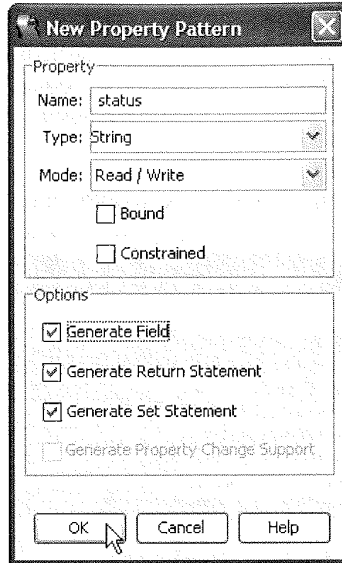 New Property Pattern
Property
Name: status
Type: String
Mode: Read / Write
Bound
Constrained
Options
Generate Field
Generate Return Statement
Generate Set Statement
Generate Property Change Support
OK Cancel Help